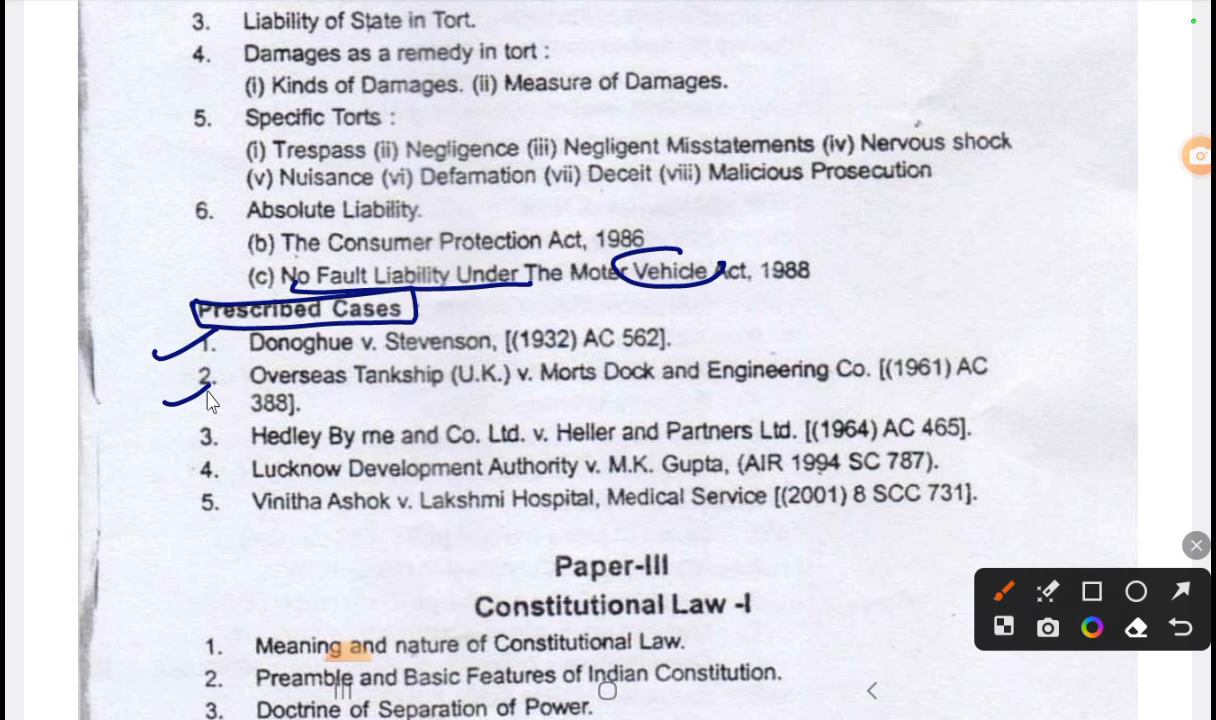 3. Liability of State in Tort.
4. Damages as a remedy in tort :
(i) Kinds of Damages. (ii) Measure of Damages.
5. Specific Torts :
(i) Trespass (ii) Negligence (iii) Negligent Misstatements (iv) Nervous shock
(v) Nuisance (vi) Defamation (vii) Deceit (viii) Malicious Prosecution
6. Absolute Liability.
(b) The Consumer Protection Act, 1986
(c) No Fault Liability Under The Moter Vehicle Act, 1988
Prescribed Cases
1. Donoghue v. Stevenson, [(1932) AC 562].
2. Overseas Tankship (U.K.) v. Morts Dock and Engineering Co. [(1961) AC
388].
3. Hedley By rne and Co. Ltd. v. Heller and Partners Ltd. [(1964) AC 465].
4. Lucknow Development Authority v. M.K. Gupta, (AIR 1994 SC 787).
5. Vinitha Ashok v. Lakshmi Hospital, Medical Service [(2001) 8 SCC 731].
Paper-III
Constitutional Law -I
1. Meaning and nature of Constitutional Law.
2. Preamble and Basic Features of Indian Constitution.
3. Doctrine of Separation of Power.